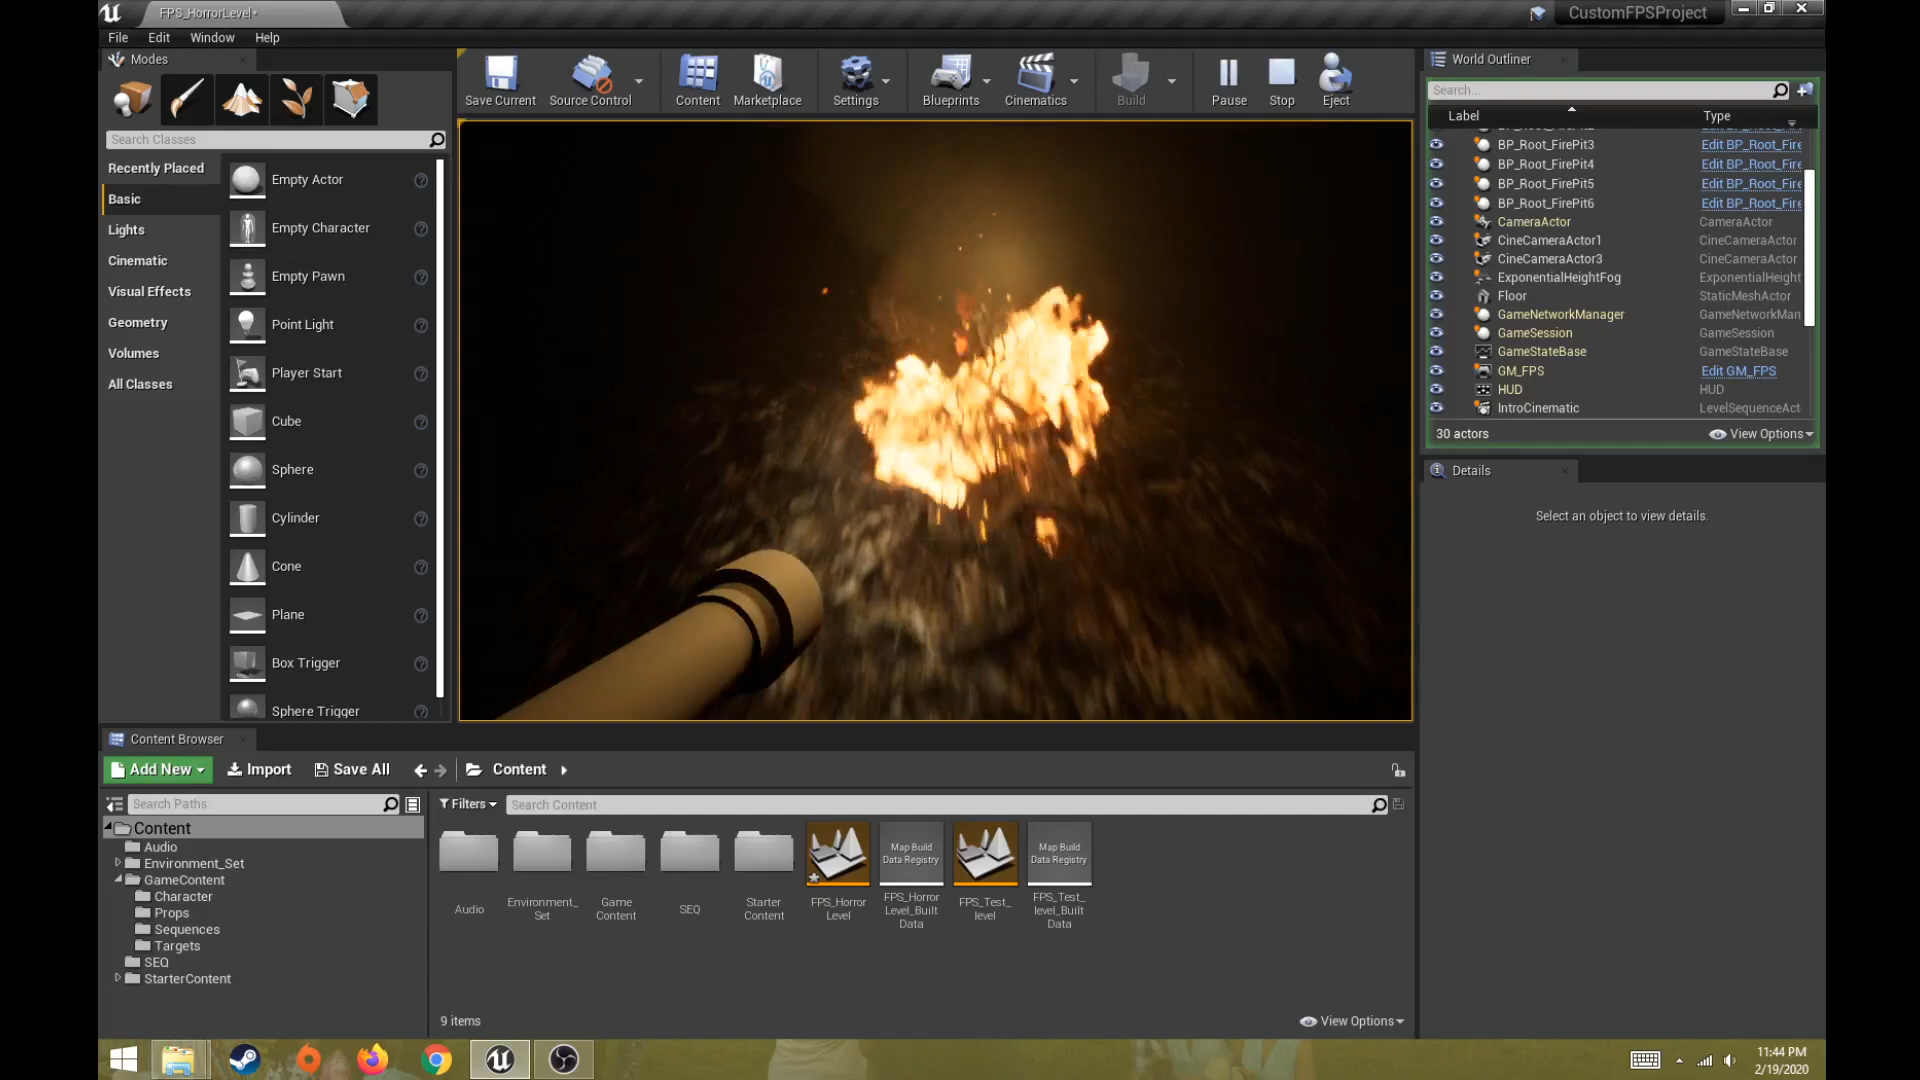 FPS_HorrorLevel*
CustomFPSProject
File Edit Window Help
Modes
Search Classes
Recently Placed
Basic
Lights
Cinematic
Visual Effects
Geometry
Volumes
All Classes
Empty Actor
Empty Character
Empty Pawn
Point Light
Player Start
Cube
Sphere
Cylinder
Cone
Plane
Box Trigger
Sphere Trigger
Save Current Source Control Content Marketplace Settings Blueprints Cinematics Build Pause Stop Eject
World Outliner
Search...
Label Type
BP_Root_FirePit3 Edit BP_Root_Fire
BP_Root_FirePit4 Edit BP_Root_Fire
BP_Root_FirePit5 Edit BP_Root_Fire
BP_Root_FirePit6 Edit BP_Root_Fire
CameraActor CameraActor
CineCameraActor1 CineCameraActor
CineCameraActor3 CineCameraActor
ExponentialHeightFog ExponentialHeight
Floor StaticMeshActor
GameNetworkManager GameNetworkMan
GameSession GameSession
GameStateBase GameStateBase
GM_FPS Edit GM_FPS
HUD HUD
IntroCinematic LevelSequenceAct
30 actors View Options
Details
Select an object to view details.
Content Browser
Add New Import Save All Content
Search Paths
Content
Audio
Environment_Set
GameContent
Character
Props
Sequences
Targets
SEQ
StarterContent
Filters Search Content
Audio
Environment_
Set
Game
Content
SEQ
Starter
Content
FPS_Horror
Level
Map Build
Data Registry
FPS_Horror
Level_Built
Data
FPS_Test_
level
Map Build
Data Registry
FPS_Test_
level_Built
Data
9 items View Options
11:44 PM
2/19/2020